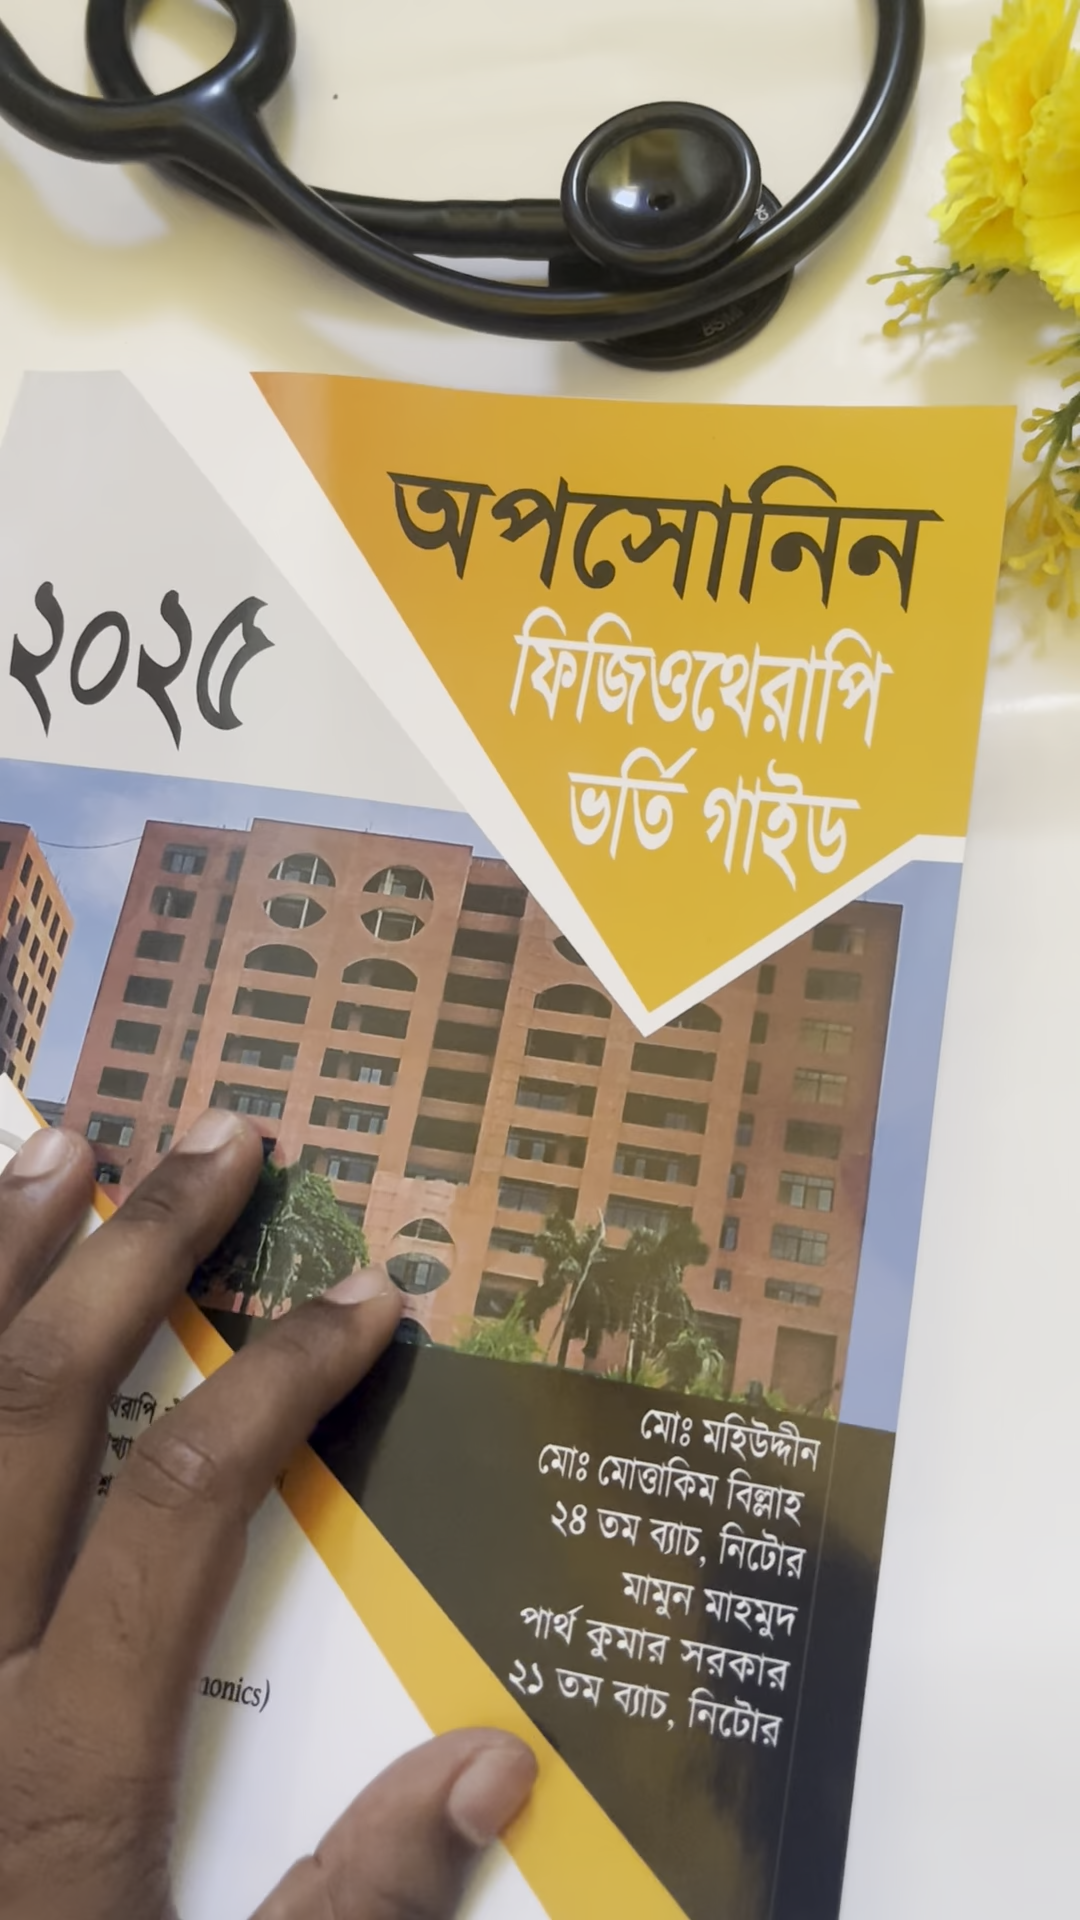 অপসোনিন
ফিজিওথেরাপি
ভর্তি গাইড
২০২৫
মোঃ মহিউদ্দীন
মোঃ মোত্তাকিম বিল্লাহ
২৪ তম ব্যাচ, নিটোর
মামুন মাহমুদ
পার্থ কুমার সরকার
২১ তম ব্যাচ, নিটোর